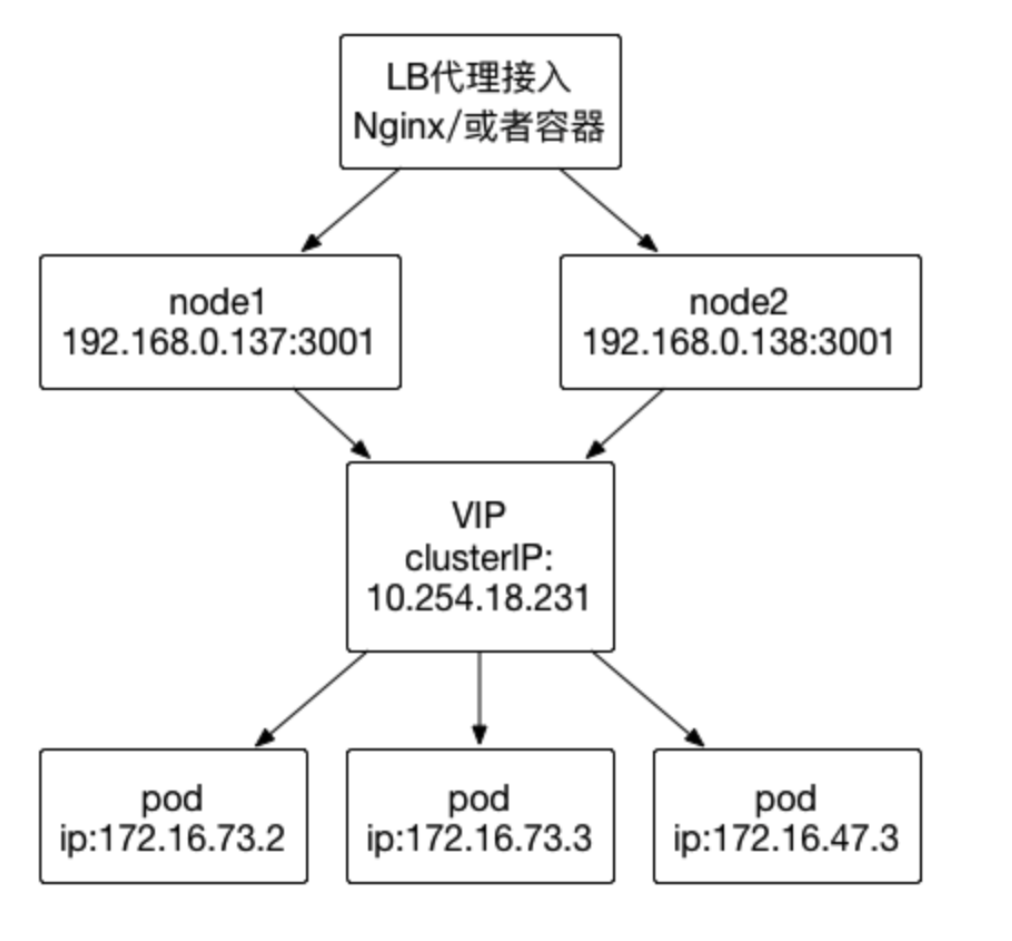 LB代理接入
Nginx/或者容器
node1
192.168.0.137:3001
node2
192.168.0.138:3001
VIP
clusterIP:
10.254.18.231
pod
ip:172.16.73.2
pod
ip:172.16.73.3
pod
ip:172.16.47.3